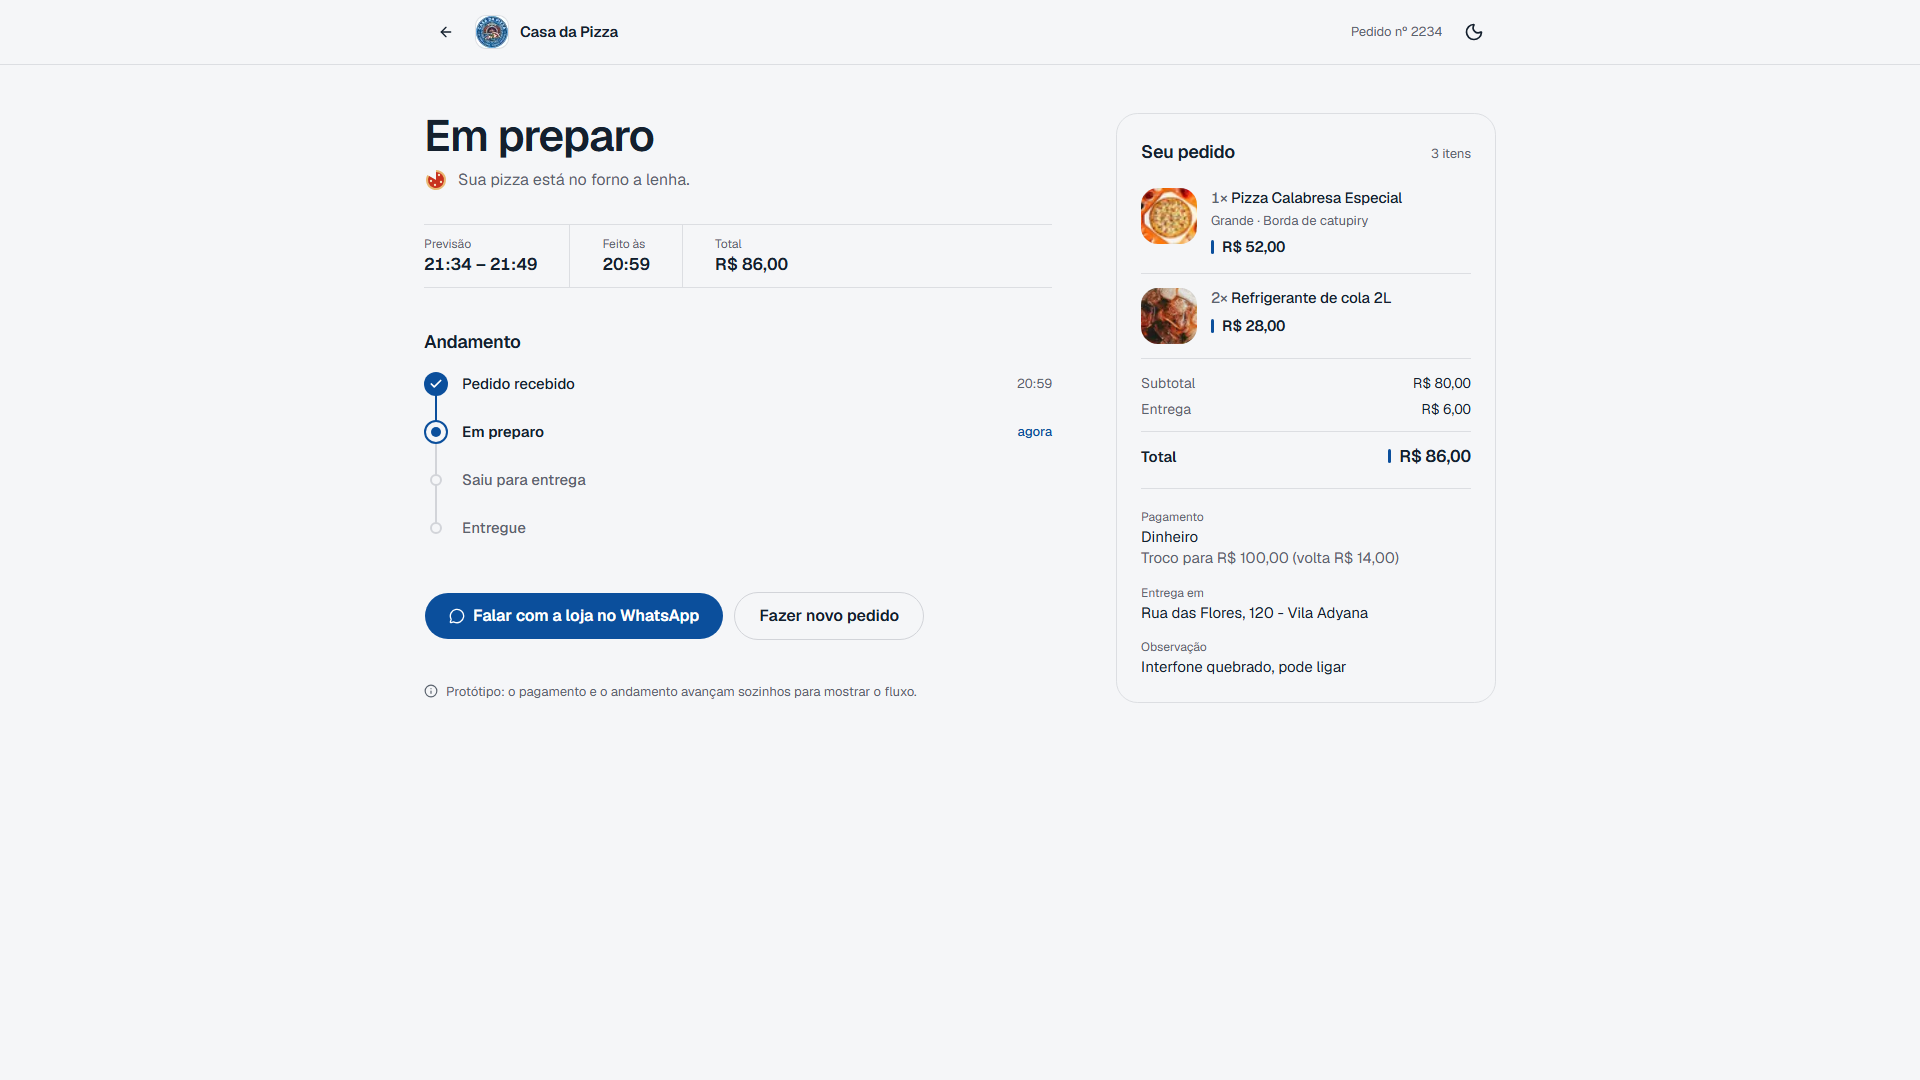 Casa da Pizza
Pedido nº 2234
Em preparo
Sua pizza está no forno a lenha.
Previsão
21:34 – 21:49
Feito às
20:59
Total
R$ 86,00
Andamento
Pedido recebido
20:59
Em preparo
agora
Saiu para entrega
Entregue
Falar com a loja no WhatsApp
Fazer novo pedido
Protótipo: o pagamento e o andamento avançam sozinhos para mostrar o fluxo.
Seu pedido
3 itens
1× Pizza Calabresa Especial
Grande · Borda de catupiry
R$ 52,00
2× Refrigerante de cola 2L
R$ 28,00
Subtotal
R$ 80,00
Entrega
R$ 6,00
Total
R$ 86,00
Pagamento
Dinheiro
Troco para R$ 100,00 (volta R$ 14,00)
Entrega em
Rua das Flores, 120 - Vila Adyana
Observação
Interfone quebrado, pode ligar